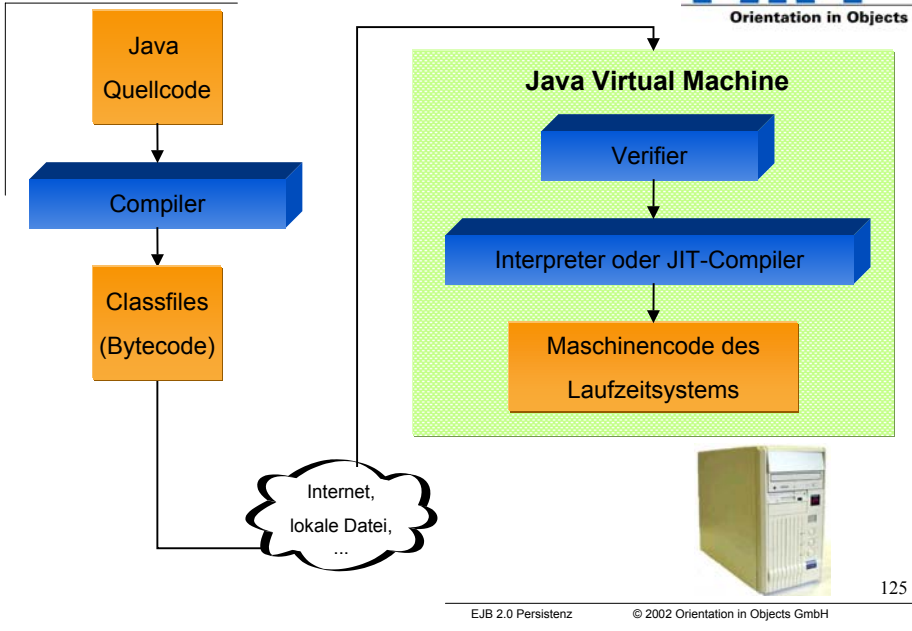 Orientation in Objects
Java
Quellcode
Compiler
Classfiles
(Bytecode)
Internet,
lokale Datei,
...
Java Virtual Machine
Verifier
Interpreter oder JIT-Compiler
Maschinencode des
Laufzeitsystems
125
EJB 2.0 Persistenz © 2002 Orientation in Objects GmbH